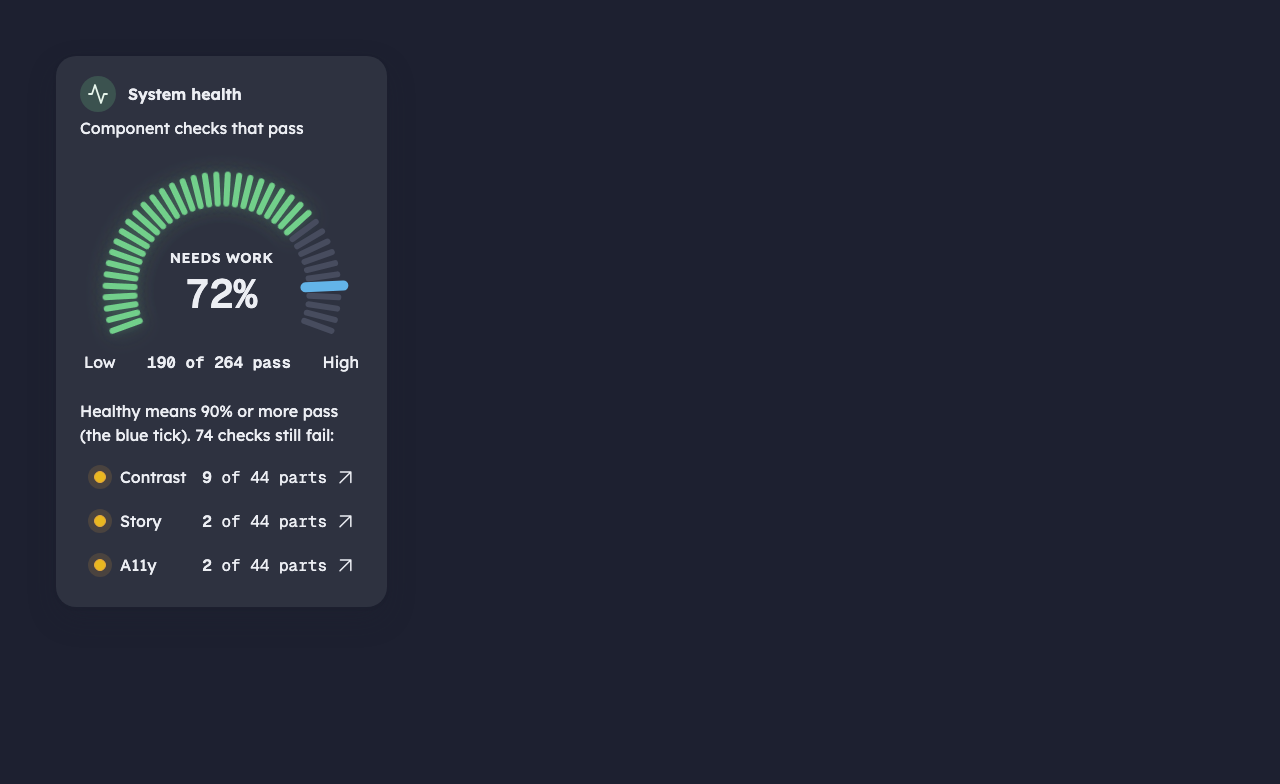 System health
Component checks that pass
NEEDS WORK
72%
Low 190 of 264 pass High
Healthy means 90% or more pass
(the blue tick). 74 checks still fail:
Contrast 9 of 44 parts
Story 2 of 44 parts
A11y 2 of 44 parts